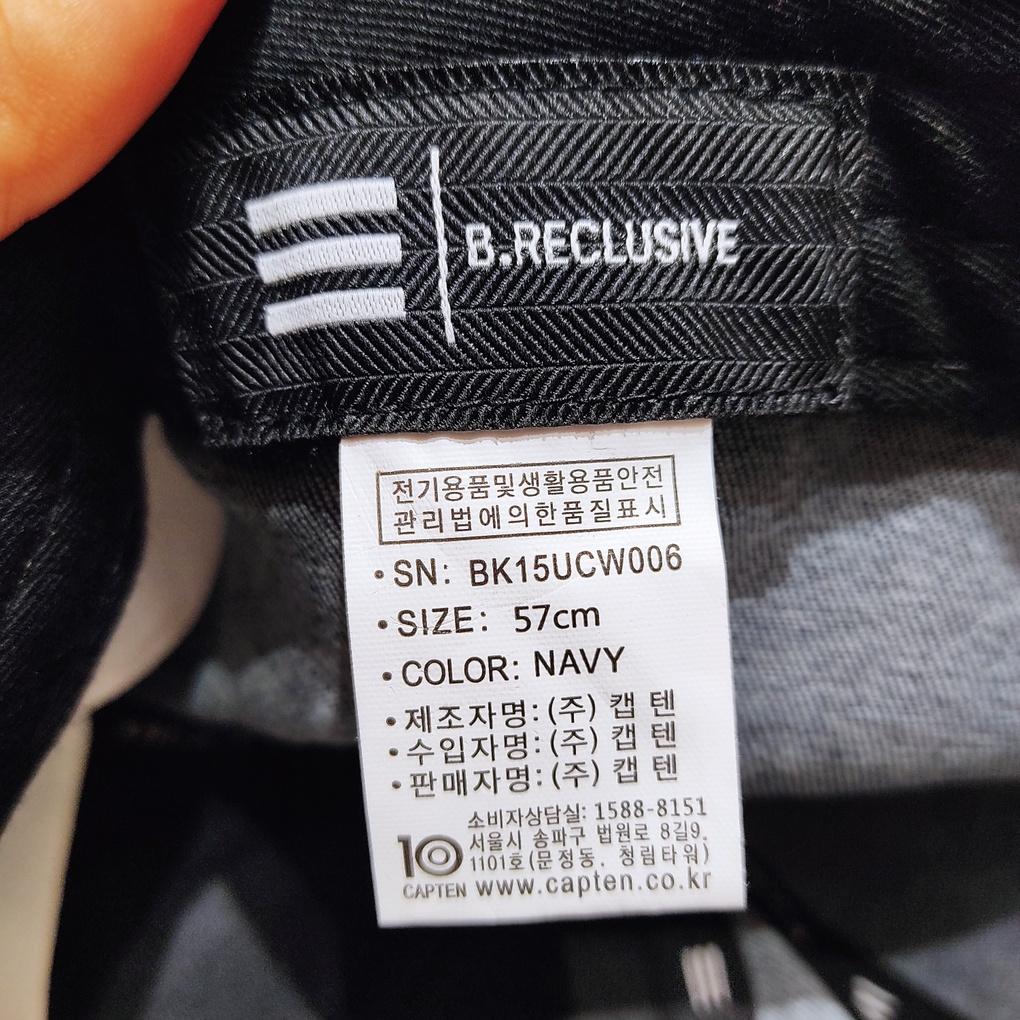 B.RECLUSIVE
전기용품및생활용품안전
관리법에의한품질표시
•SN: BK15UCW006
•SIZE: 57cm
•COLOR: NAVY
•제조자명:(주) 캡 텐
•수입자명:(주) 캡 텐
•판매자명:(주) 캡 텐
소비자상담실: 1588-8151
서울시 송파구 법원로 8길9,
1101호(문정동, 청림타워)
10
CAPTEN www.capten.co.kr